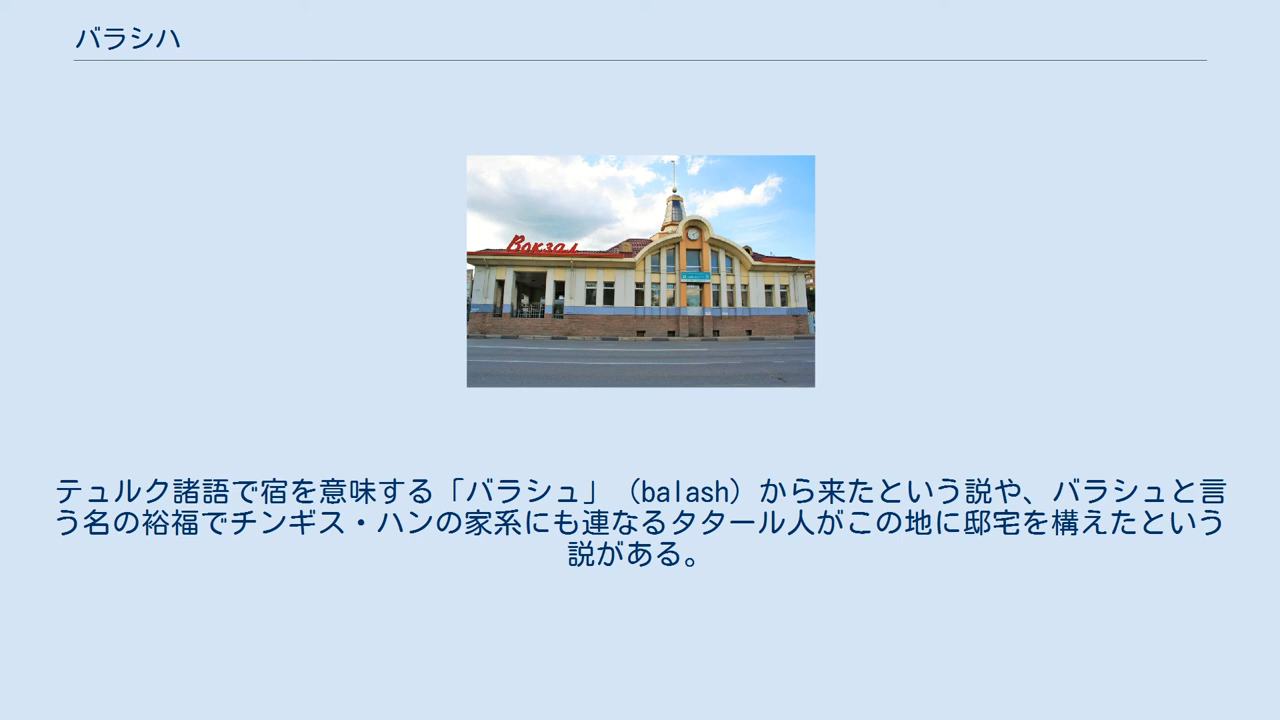 バラシハ
Вокзал
テュルク諸語で宿を意味する「バラシュ」（balash）から来たという説や、バラシュと言
う名の裕福でチンギス・ハンの家系にも連なるタタール人がこの地に邸宅を構えたという
説がある。